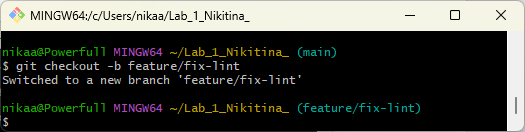 MINGW64:/c/Users/nikaa/Lab_1_Nikitina_
nikaa@Powerfull MINGW64 ~/Lab_1_Nikitina_ (main)
$ git checkout -b feature/fix-lint
Switched to a new branch 'feature/fix-lint'
nikaa@Powerfull MINGW64 ~/Lab_1_Nikitina_ (feature/fix-lint)
$